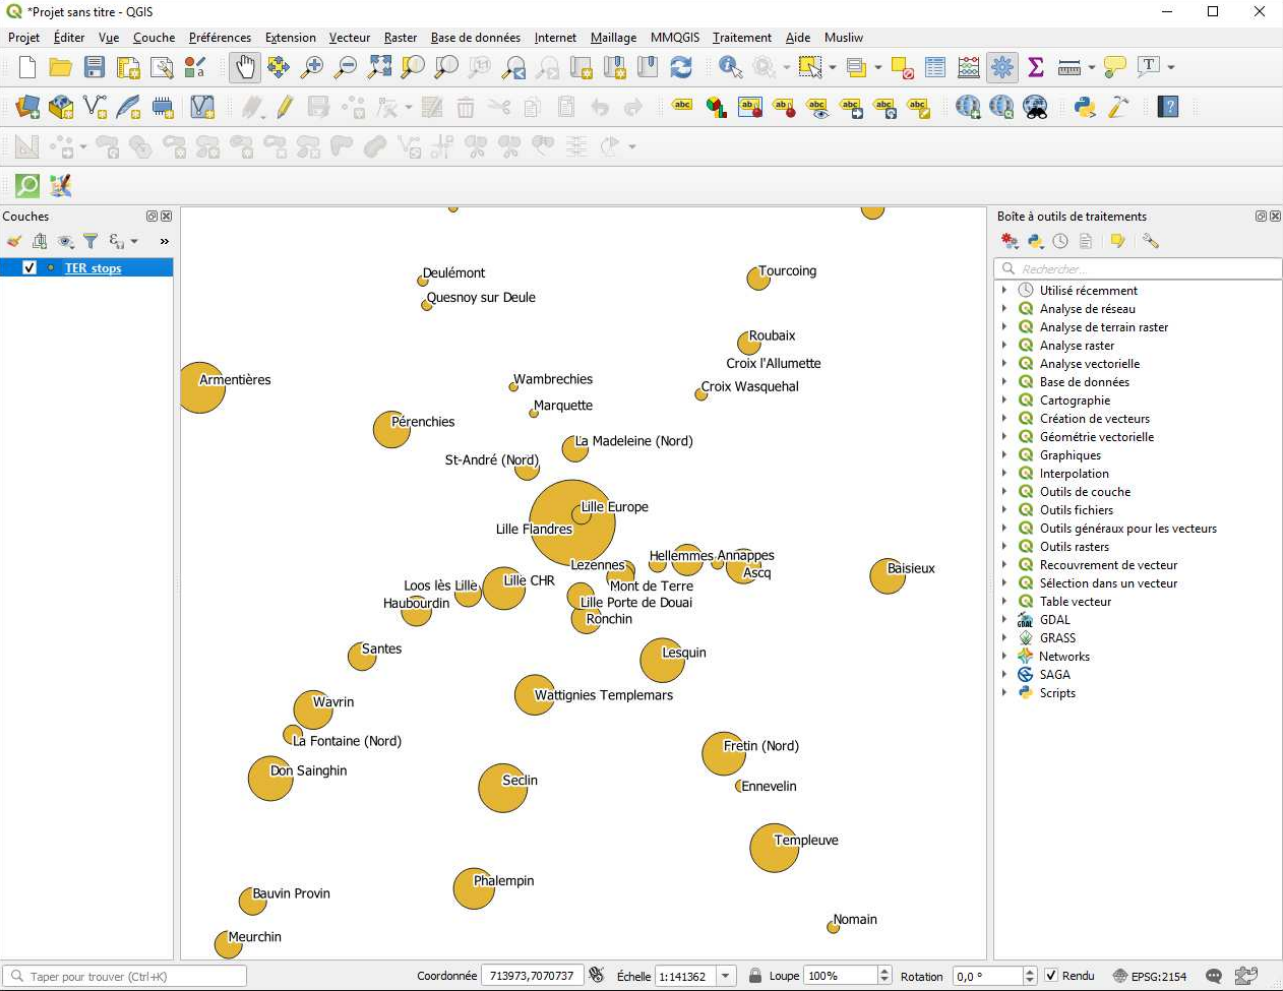 *Projet sans titre - QGIS
Projet Éditer Vue Couche Préférences Extension Vecteur Raster Base de données Internet Maillage MMQGIS Traitement Aide Musliw
Couches
TER stops
Deulémont
Quesnoy sur Deule
Tourcoing
Roubaix
Croix l'Allumette
Armentières
Wambrechies
Croix Wasquehal
Marquette
Pérenchies
La Madeleine (Nord)
St-André (Nord)
Lille Europe
Lille Flandres
Hellemmes
Annappes
Lezennes
Ascq
Baisieux
Lille CHR
Loos lès Lille
Mont de Terre
Haubourdin
Lille Porte de Douai
Ronchin
Santes
Lesquin
Wattignies Templemars
Wavrin
La Fontaine (Nord)
Fretin (Nord)
Don Sainghin
Seclin
Ennevelin
Templeuve
Phalempin
Bauvin Provin
Nomain
Meurchin
Boîte à outils de traitements
Rechercher...
Utilisé récemment
Analyse de réseau
Analyse de terrain raster
Analyse raster
Analyse vectorielle
Base de données
Cartographie
Création de vecteurs
Géométrie vectorielle
Graphiques
Interpolation
Outils de couche
Outils fichiers
Outils généraux pour les vecteurs
Outils rasters
Recouvrement de vecteur
Sélection dans un vecteur
Table vecteur
GDAL
GRASS
Networks
SAGA
Scripts
Taper pour trouver (Ctrl+K)
Coordonnée 713973,7070737 Échelle 1:141362 Loupe 100% Rotation 0,0 ° Rendu EPSG:2154